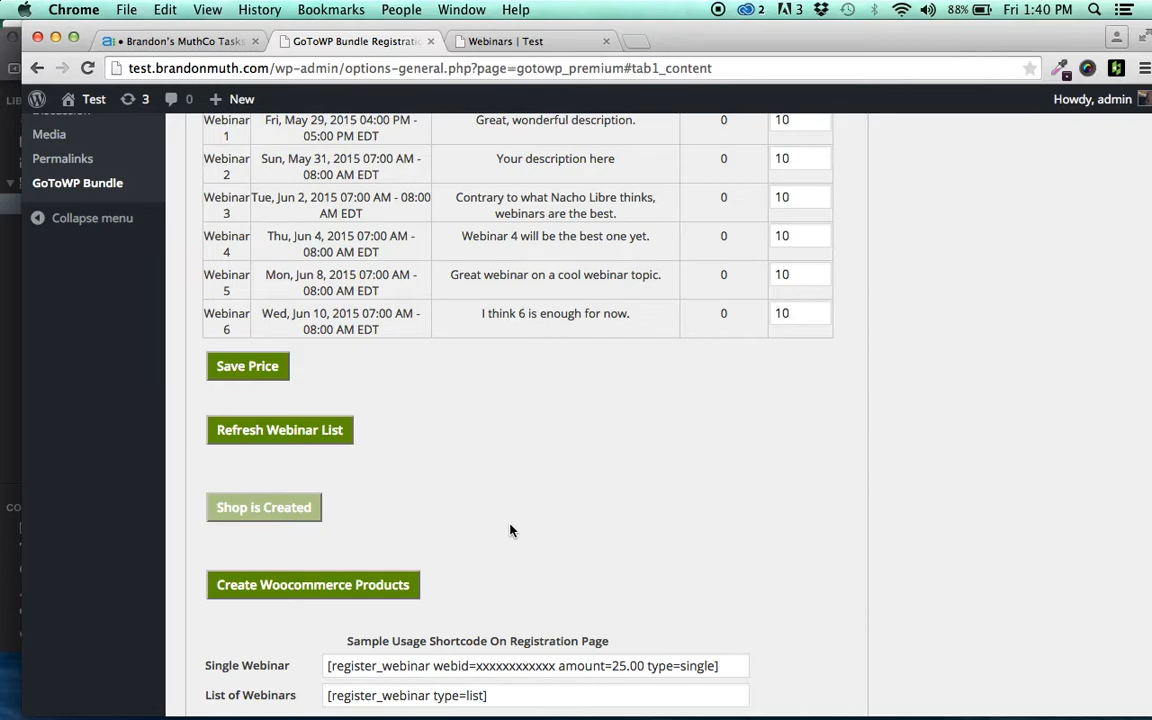 Chrome File Edit View History Bookmarks People Window Help 2 3 88% Fri 1:40 PM
• Brandon's MuthCo Tasks × GoToWP Bundle Registrati × Webinars | Test ×
test.brandonmuth.com/wp-admin/options-general.php?page=gotowp_premium#tab1_content
Test 3 0 + New Howdy, admin
Media
Permalinks
GoToWP Bundle
Collapse menu
Webinar 1 Fri, May 29, 2015 04:00 PM - 05:00 PM EDT Great, wonderful description. 0 10
Webinar 2 Sun, May 31, 2015 07:00 AM - 08:00 AM EDT Your description here 0 10
Webinar 3 Tue, Jun 2, 2015 07:00 AM - 08:00 AM EDT Contrary to what Nacho Libre thinks, webinars are the best. 0 10
Webinar 4 Thu, Jun 4, 2015 07:00 AM - 08:00 AM EDT Webinar 4 will be the best one yet. 0 10
Webinar 5 Mon, Jun 8, 2015 07:00 AM - 08:00 AM EDT Great webinar on a cool webinar topic. 0 10
Webinar 6 Wed, Jun 10, 2015 07:00 AM - 08:00 AM EDT I think 6 is enough for now. 0 10
Save Price
Refresh Webinar List
Shop is Created
Create Woocommerce Products
Sample Usage Shortcode On Registration Page
Single Webinar [register_webinar webid=xxxxxxxxxxxx amount=25.00 type=single]
List of Webinars [register_webinar type=list]